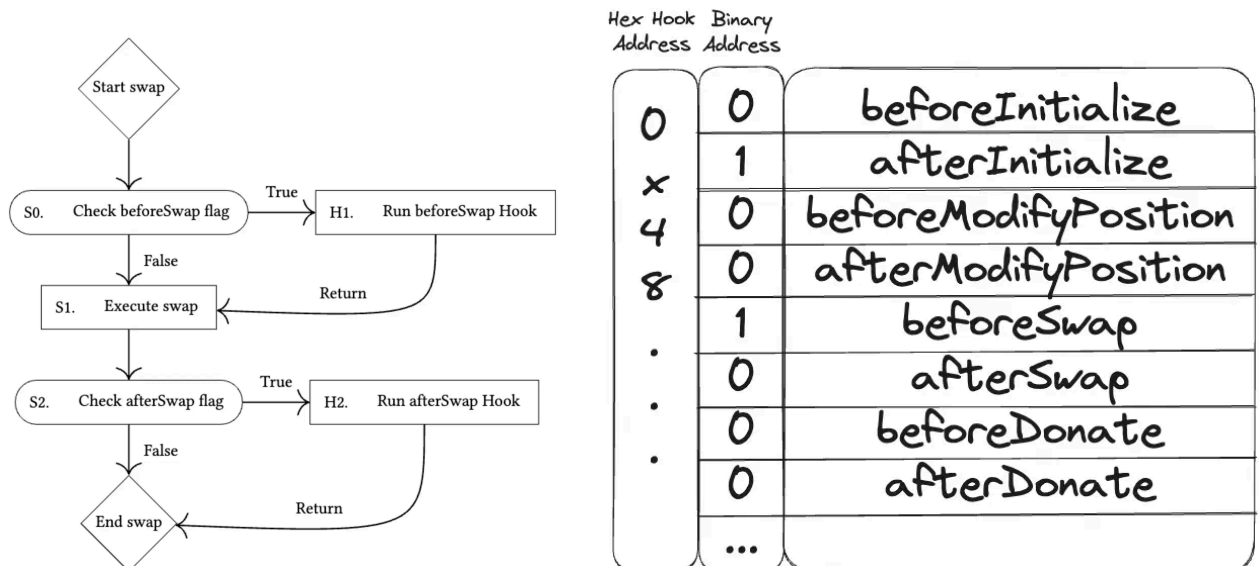 Start swap
S0. Check beforeSwap flag
True
H1. Run beforeSwap Hook
False
Return
S1. Execute swap
S2. Check afterSwap flag
True
H2. Run afterSwap Hook
False
Return
End swap
Hex Hook Address
Binary Address
0
x
4
8
.
.
.
0 beforeInitialize
1 afterInitialize
0 beforeModifyPosition
0 afterModifyPosition
1 beforeSwap
0 afterSwap
0 beforeDonate
0 afterDonate
...